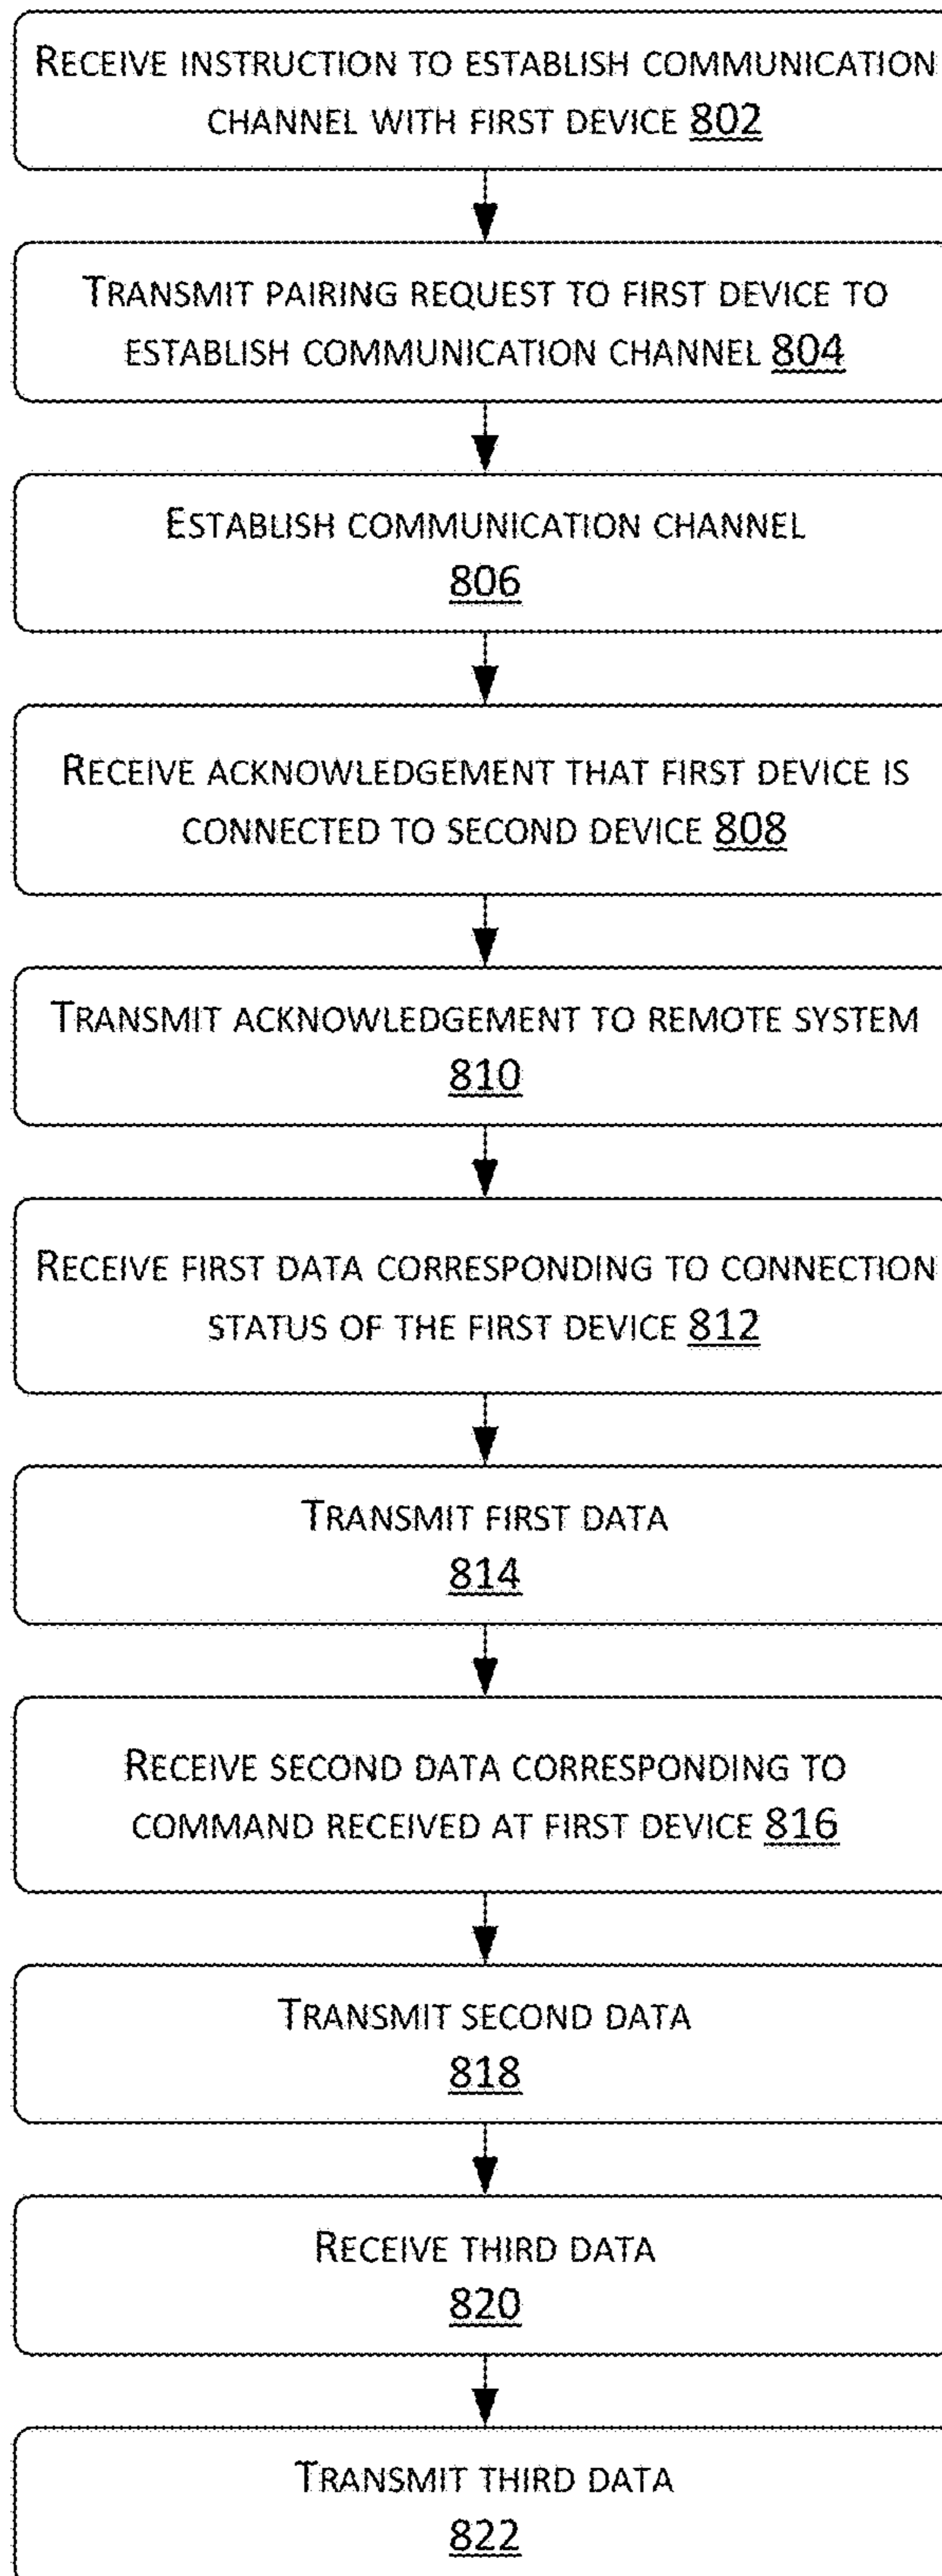 RECEIVE INSTRUCTION TO ESTABLISH COMMUNICATION
CHANNEL WITH FIRST DEVICE 802
TRANSMIT PAIRING REQUEST TO FIRST DEVICE TO
ESTABLISH COMMUNICATION CHANNEL 804
ESTABLISH COMMUNICATION CHANNEL
806
RECEIVE ACKNOWLEDGEMENT THAT FIRST DEVICE IS
CONNECTED TO SECOND DEVICE 808
TRANSMIT ACKNOWLEDGEMENT TO REMOTE SYSTEM
810
RECEIVE FIRST DATA CORRESPONDING TO CONNECTION
STATUS OF THE FIRST DEVICE 812
TRANSMIT FIRST DATA
814
RECEIVE SECOND DATA CORRESPONDING TO
COMMAND RECEIVED AT FIRST DEVICE 816
TRANSMIT SECOND DATA
818
RECEIVE THIRD DATA
820
TRANSMIT THIRD DATA
822